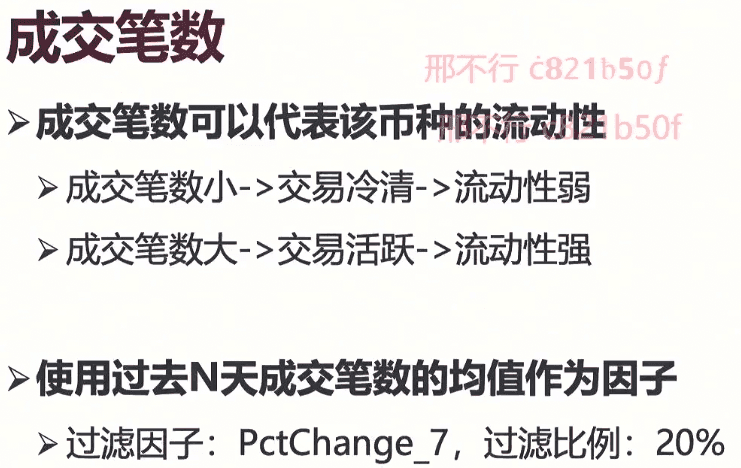 成交笔数
邢不行 c821b50f
➢成交笔数可以代表该币种的流动性
邢不行 c821b50f
➢成交笔数小->交易冷清->流动性弱
➢成交笔数大->交易活跃->流动性强
➢使用过去N天成交笔数的均值作为因子
➢过滤因子：PctChange_7，过滤比例：20%